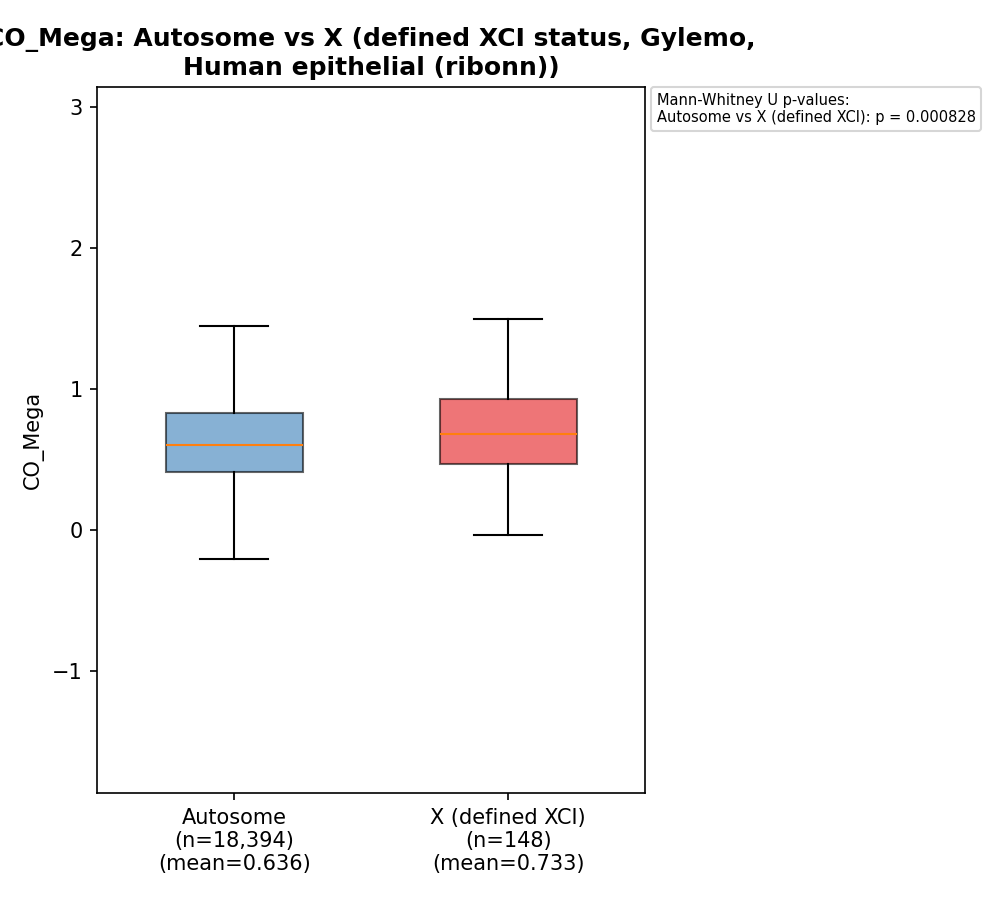 CO_Mega: Autosome vs X (defined XCI status, Gylemo,
Human epithelial (ribonn))
Mann-Whitney U p-values:
Autosome vs X (defined XCI): p = 0.000828
3
2
1
0
−1
CO_Mega
Autosome
(n=18,394)
(mean=0.636)
X (defined XCI)
(n=148)
(mean=0.733)